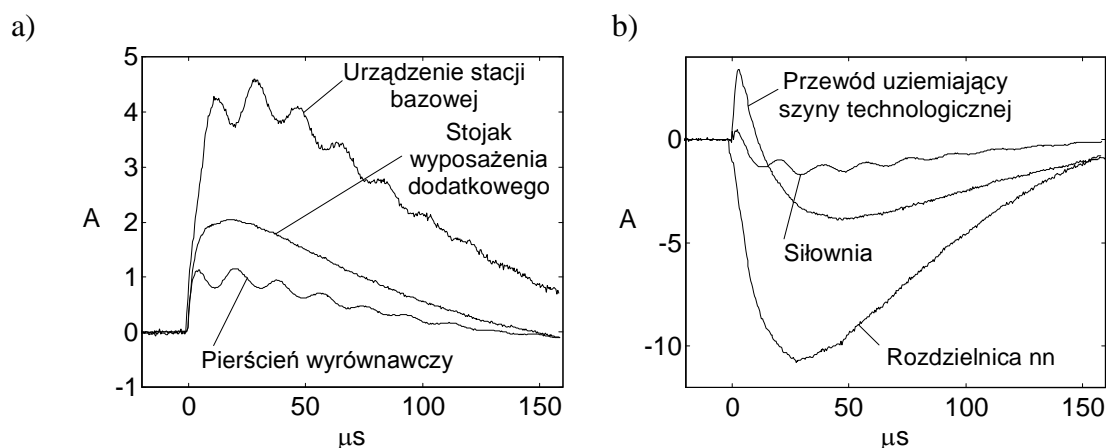 a)
5
4
3
2
1
0
-1
A
Urządzenie stacji
bazowej
Stojak
wyposażenia
dodatkowego
Pierścień wyrównawczy
0
50
100
150
μs
b)
0
-5
-10
A
Przewód uziemiający
szyny technologicznej
Siłownia
Rozdzielnica nn
0
50
100
150
μs